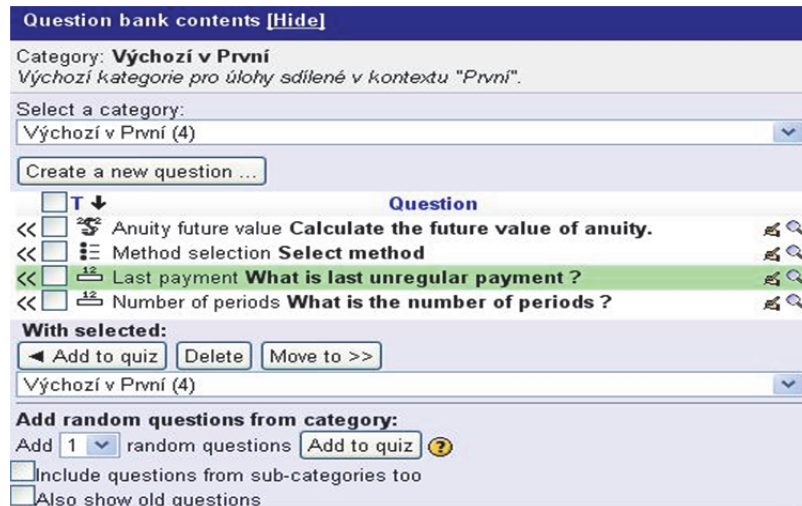 Question bank contents [Hide]
Category: Výchozí v První
Výchozí kategorie pro úlohy sdílené v kontextu "První".
Select a category:
Výchozí v První (4)
Create a new question ...
T Question
<< Anuity future value Calculate the future value of anuity.
<< Method selection Select method
<< 12 Last payment What is last unregular payment ?
<< 12 Number of periods What is the number of periods ?
With selected:
◄ Add to quiz Delete Move to >>
Výchozí v První (4)
Add random questions from category:
Add 1 random questions Add to quiz ?
Include questions from sub-categories too
Also show old questions